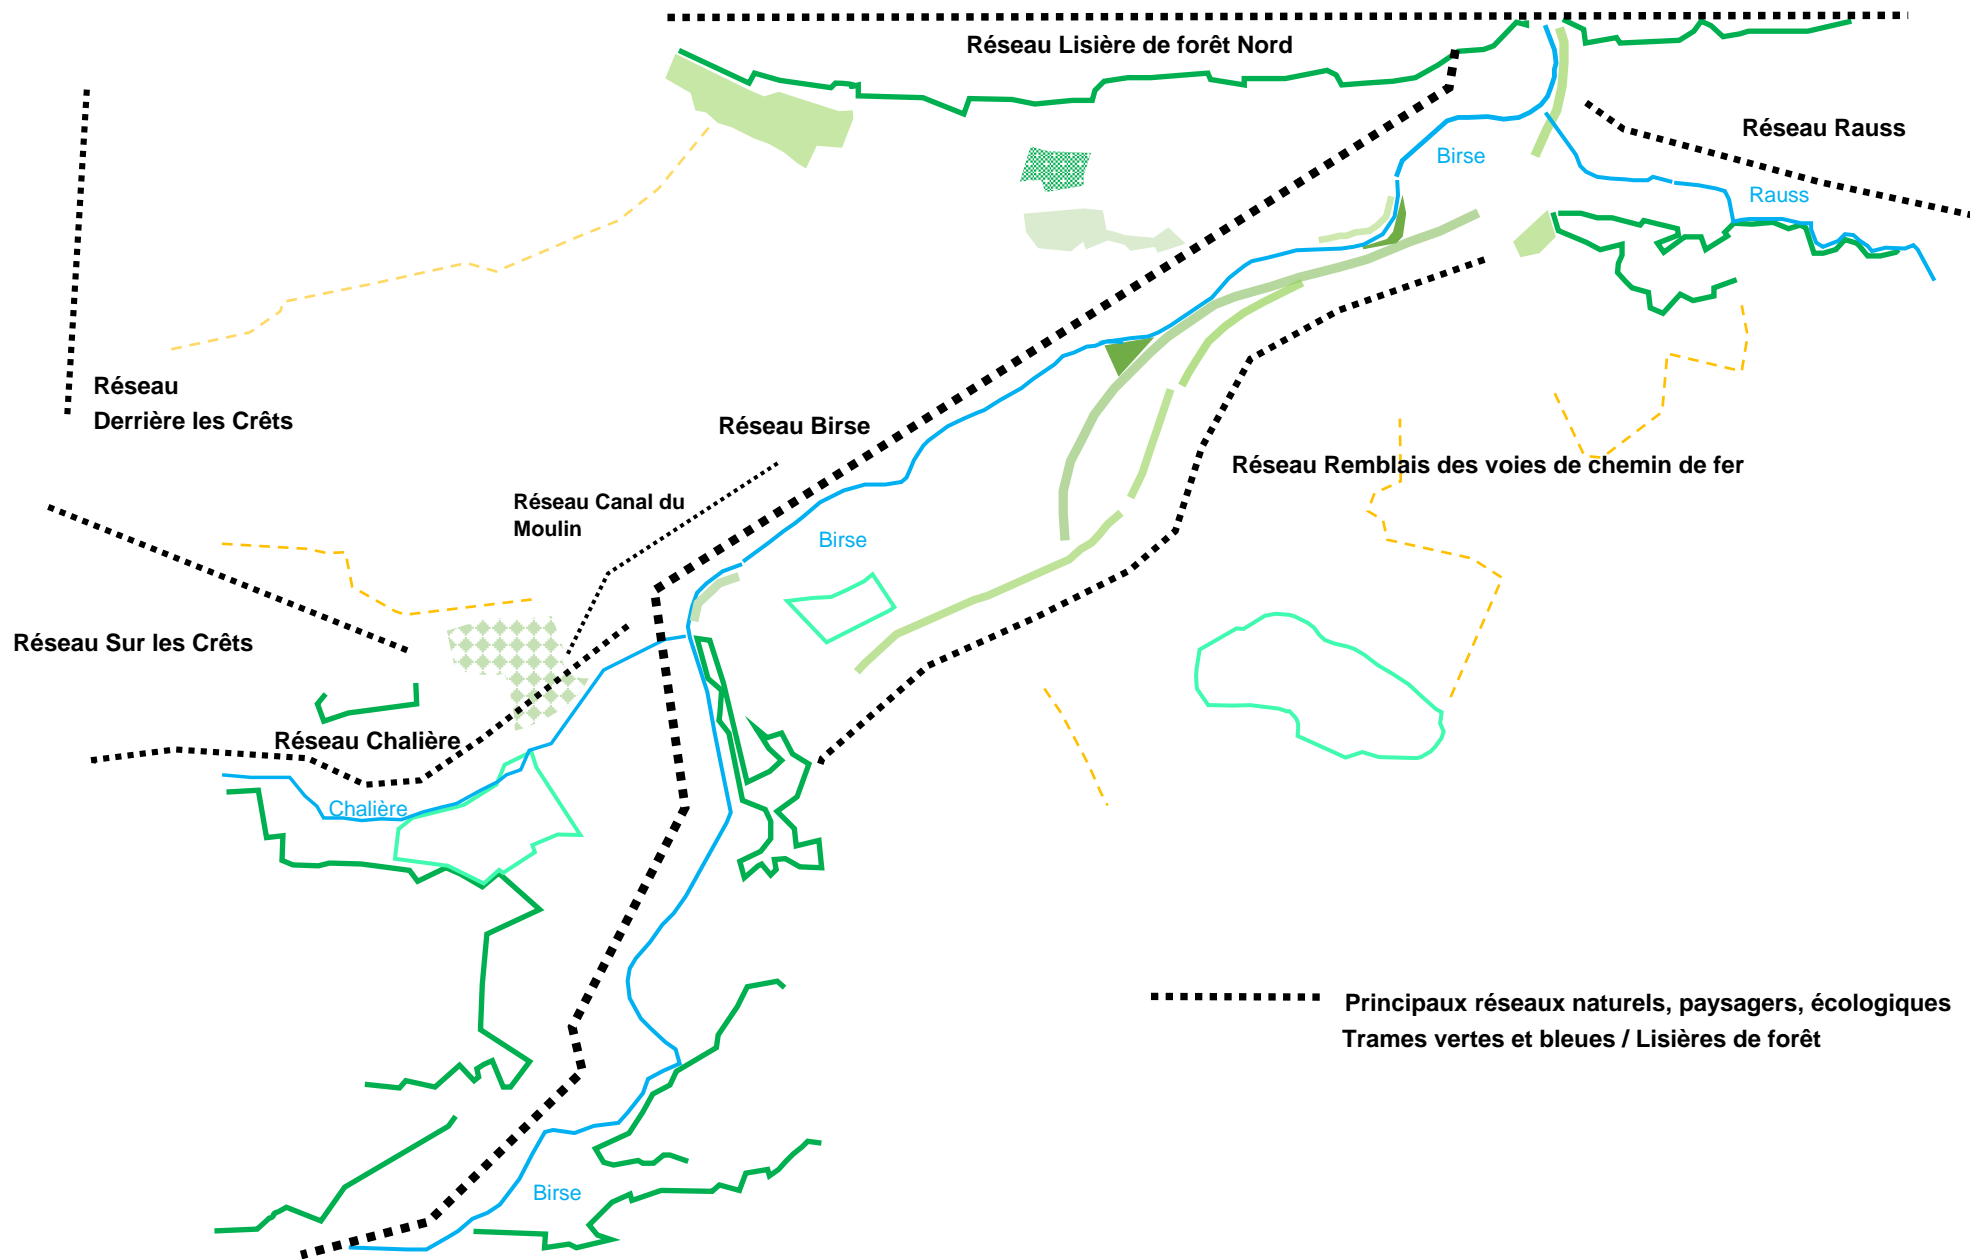 Réseau Lisière de forêt Nord
Réseau Rauss
Birse
Rauss
Réseau
Derrière les Crêts
Réseau Birse
Réseau Remblais des voies de chemin de fer
Réseau Canal du
Moulin
Birse
Réseau Sur les Crêts
Réseau Chalière
Chalière
Principaux réseaux naturels, paysagers, écologiques
Trames vertes et bleues / Lisières de forêt
Birse